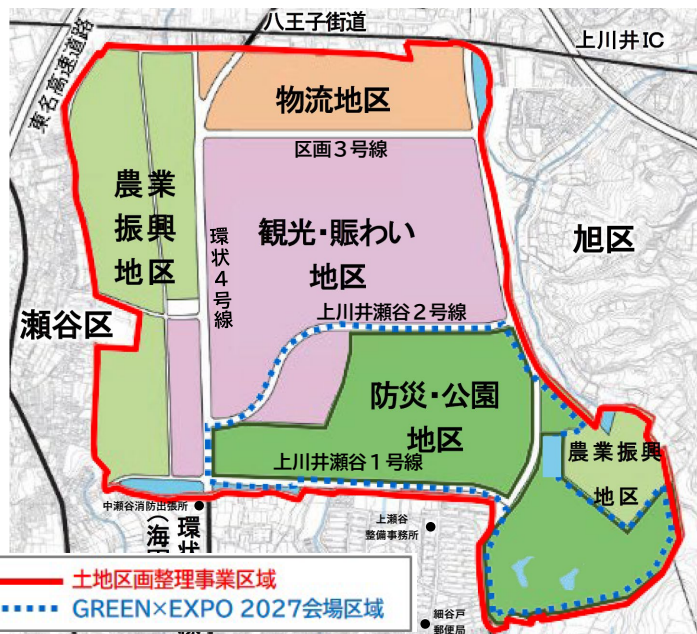 八王子街道
上川井IC
東名高速道路
物流地区
区画3号線
農業
振興
地区
観光・賑わい
地区
環状4号線
旭区
上川井瀬谷2号線
瀬谷区
防災・公園
地区
上川井瀬谷1号線
農業振興
地区
中瀬谷消防出張所
環状
(海
上瀬谷
整備事務所
細谷戸
郵便局
土地区画整理事業区域
GREEN×EXPO 2027会場区域